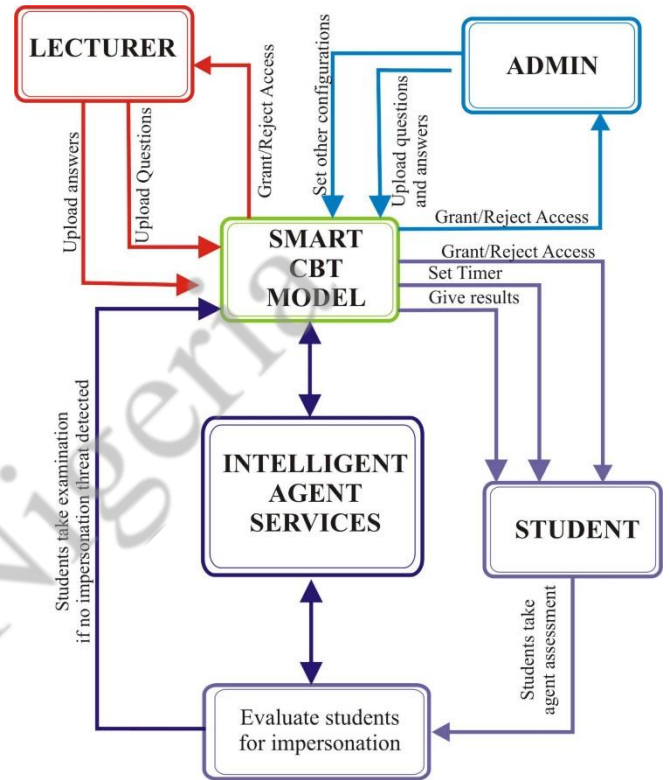 LECTURER
ADMIN
Upload answers
Upload Questions
Grant/Reject Access
Set other configurations
Upload questions
and answers
Grant/Reject Access
SMART
CBT
MODEL
Grant/Reject Access
Set Timer
Give results
Students take examination
if no impersonation threat detected
INTELLIGENT
AGENT
SERVICES
STUDENT
Students take
agent assessment
Evaluate students
for impersonation
Nigeria